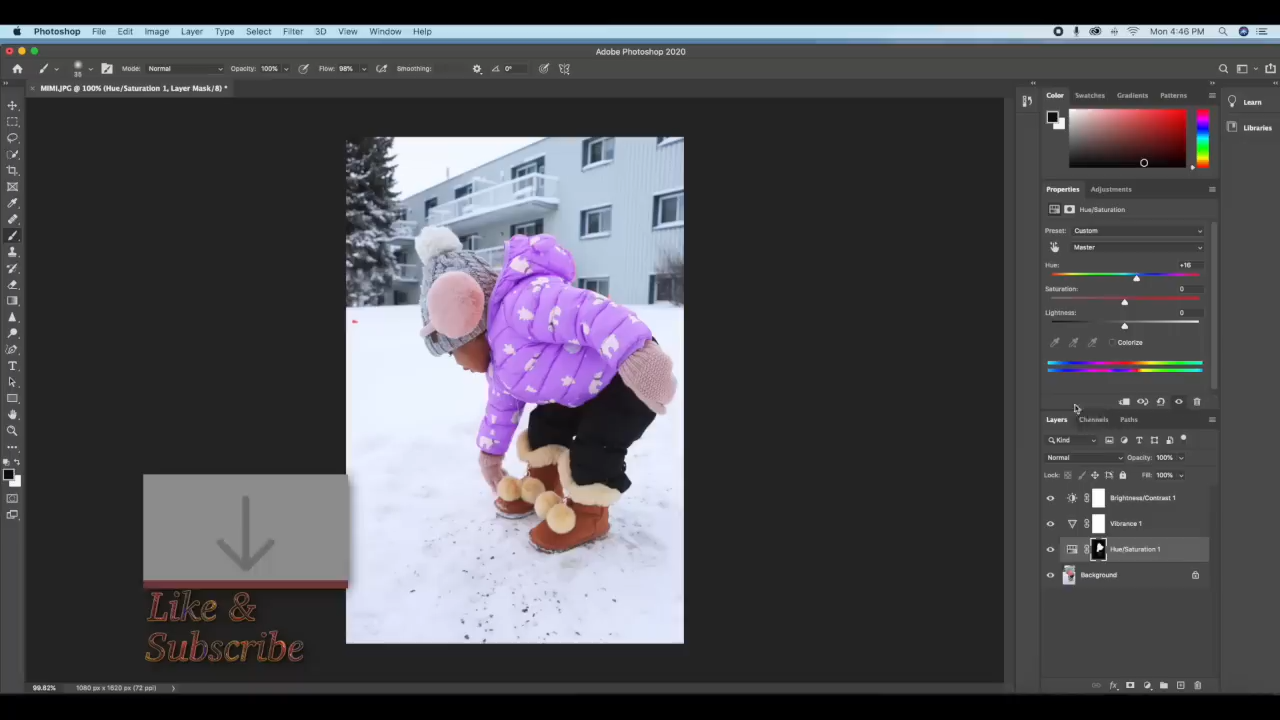 Photoshop File Edit Image Layer Type Select Filter 3D View Window Help Mon 4:46 PM
Adobe Photoshop 2020
35 Mode: Normal Opacity: 100% Flow: 98% Smoothing: 0°
MIMI.JPG @ 100% (Hue/Saturation 1, Layer Mask/8) *
Color Swatches Gradients Patterns
Learn
Libraries
Properties Adjustments
Hue/Saturation
Preset: Custom
Master
Hue: +16
Saturation: 0
Lightness: 0
Colorize
Layers Channels Paths
Kind
Normal Opacity: 100%
Lock: Fill: 100%
Brightness/Contrast 1
Vibrance 1
Hue/Saturation 1
Background
Like &
Subscribe
99.82% 1080 px x 1620 px (72 ppi)